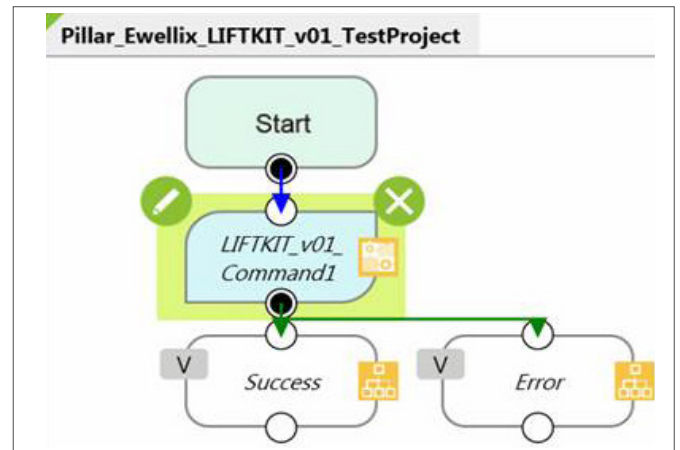 Pillar_Ewellix_LIFTKIT_v01_TestProject
Start
LIFTKIT_v01_
Command1
V
Success
V
Error